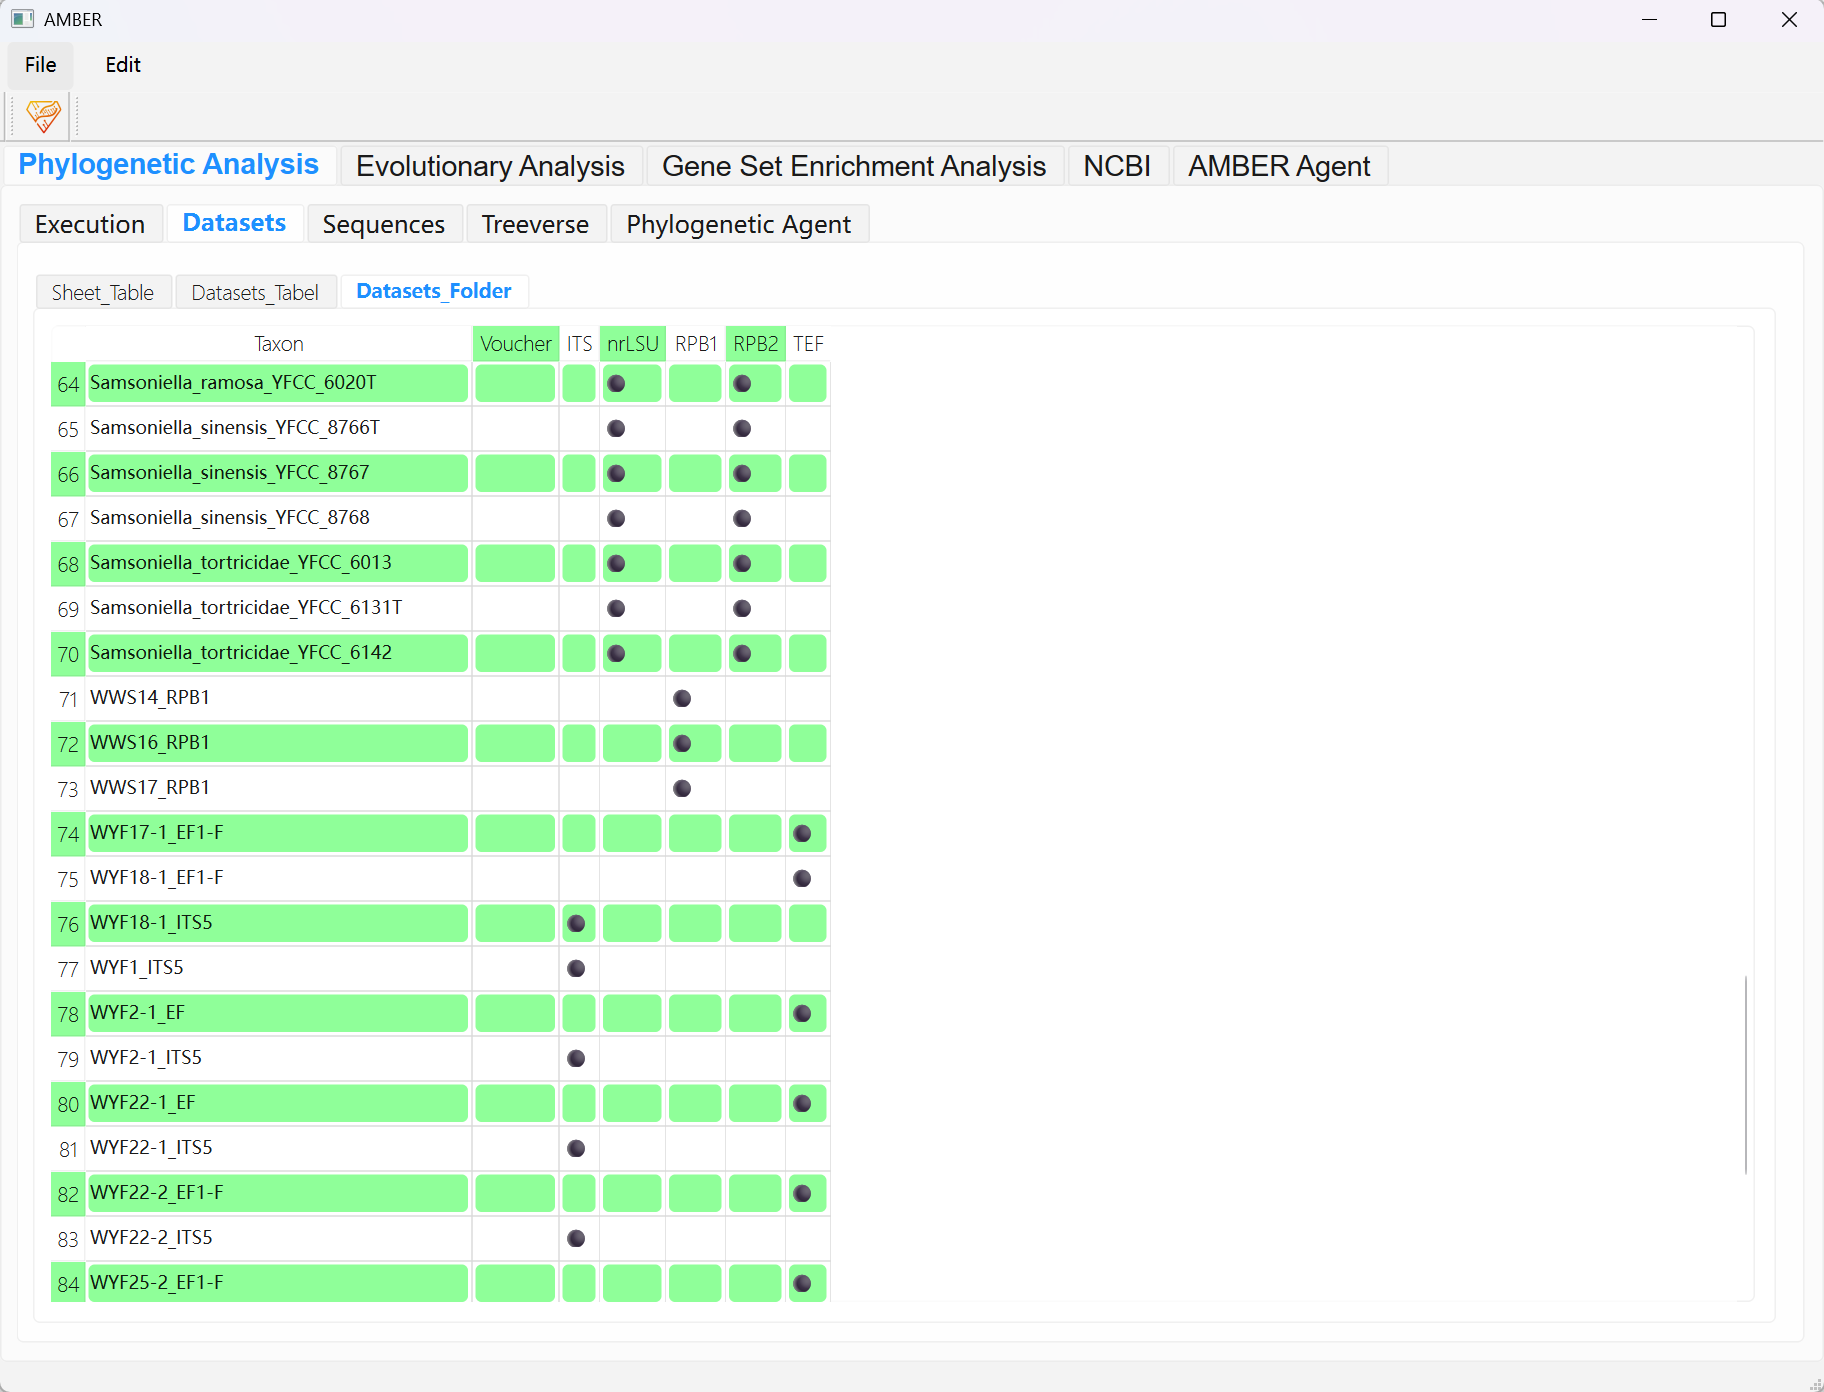 AMBER
File Edit
Phylogenetic Analysis Evolutionary Analysis Gene Set Enrichment Analysis NCBI AMBER Agent
Execution Datasets Sequences Treeverse Phylogenetic Agent
Sheet_Table Datasets_Tabel Datasets_Folder
Taxon Voucher ITS nrLSU RPB1 RPB2 TEF
64 Samsoniella_ramosa_YFCC_6020T
65 Samsoniella_sinensis_YFCC_8766T
66 Samsoniella_sinensis_YFCC_8767
67 Samsoniella_sinensis_YFCC_8768
68 Samsoniella_tortricidae_YFCC_6013
69 Samsoniella_tortricidae_YFCC_6131T
70 Samsoniella_tortricidae_YFCC_6142
71 WWS14_RPB1
72 WWS16_RPB1
73 WWS17_RPB1
74 WYF17-1_EF1-F
75 WYF18-1_EF1-F
76 WYF18-1_ITS5
77 WYF1_ITS5
78 WYF2-1_EF
79 WYF2-1_ITS5
80 WYF22-1_EF
81 WYF22-1_ITS5
82 WYF22-2_EF1-F
83 WYF22-2_ITS5
84 WYF25-2_EF1-F